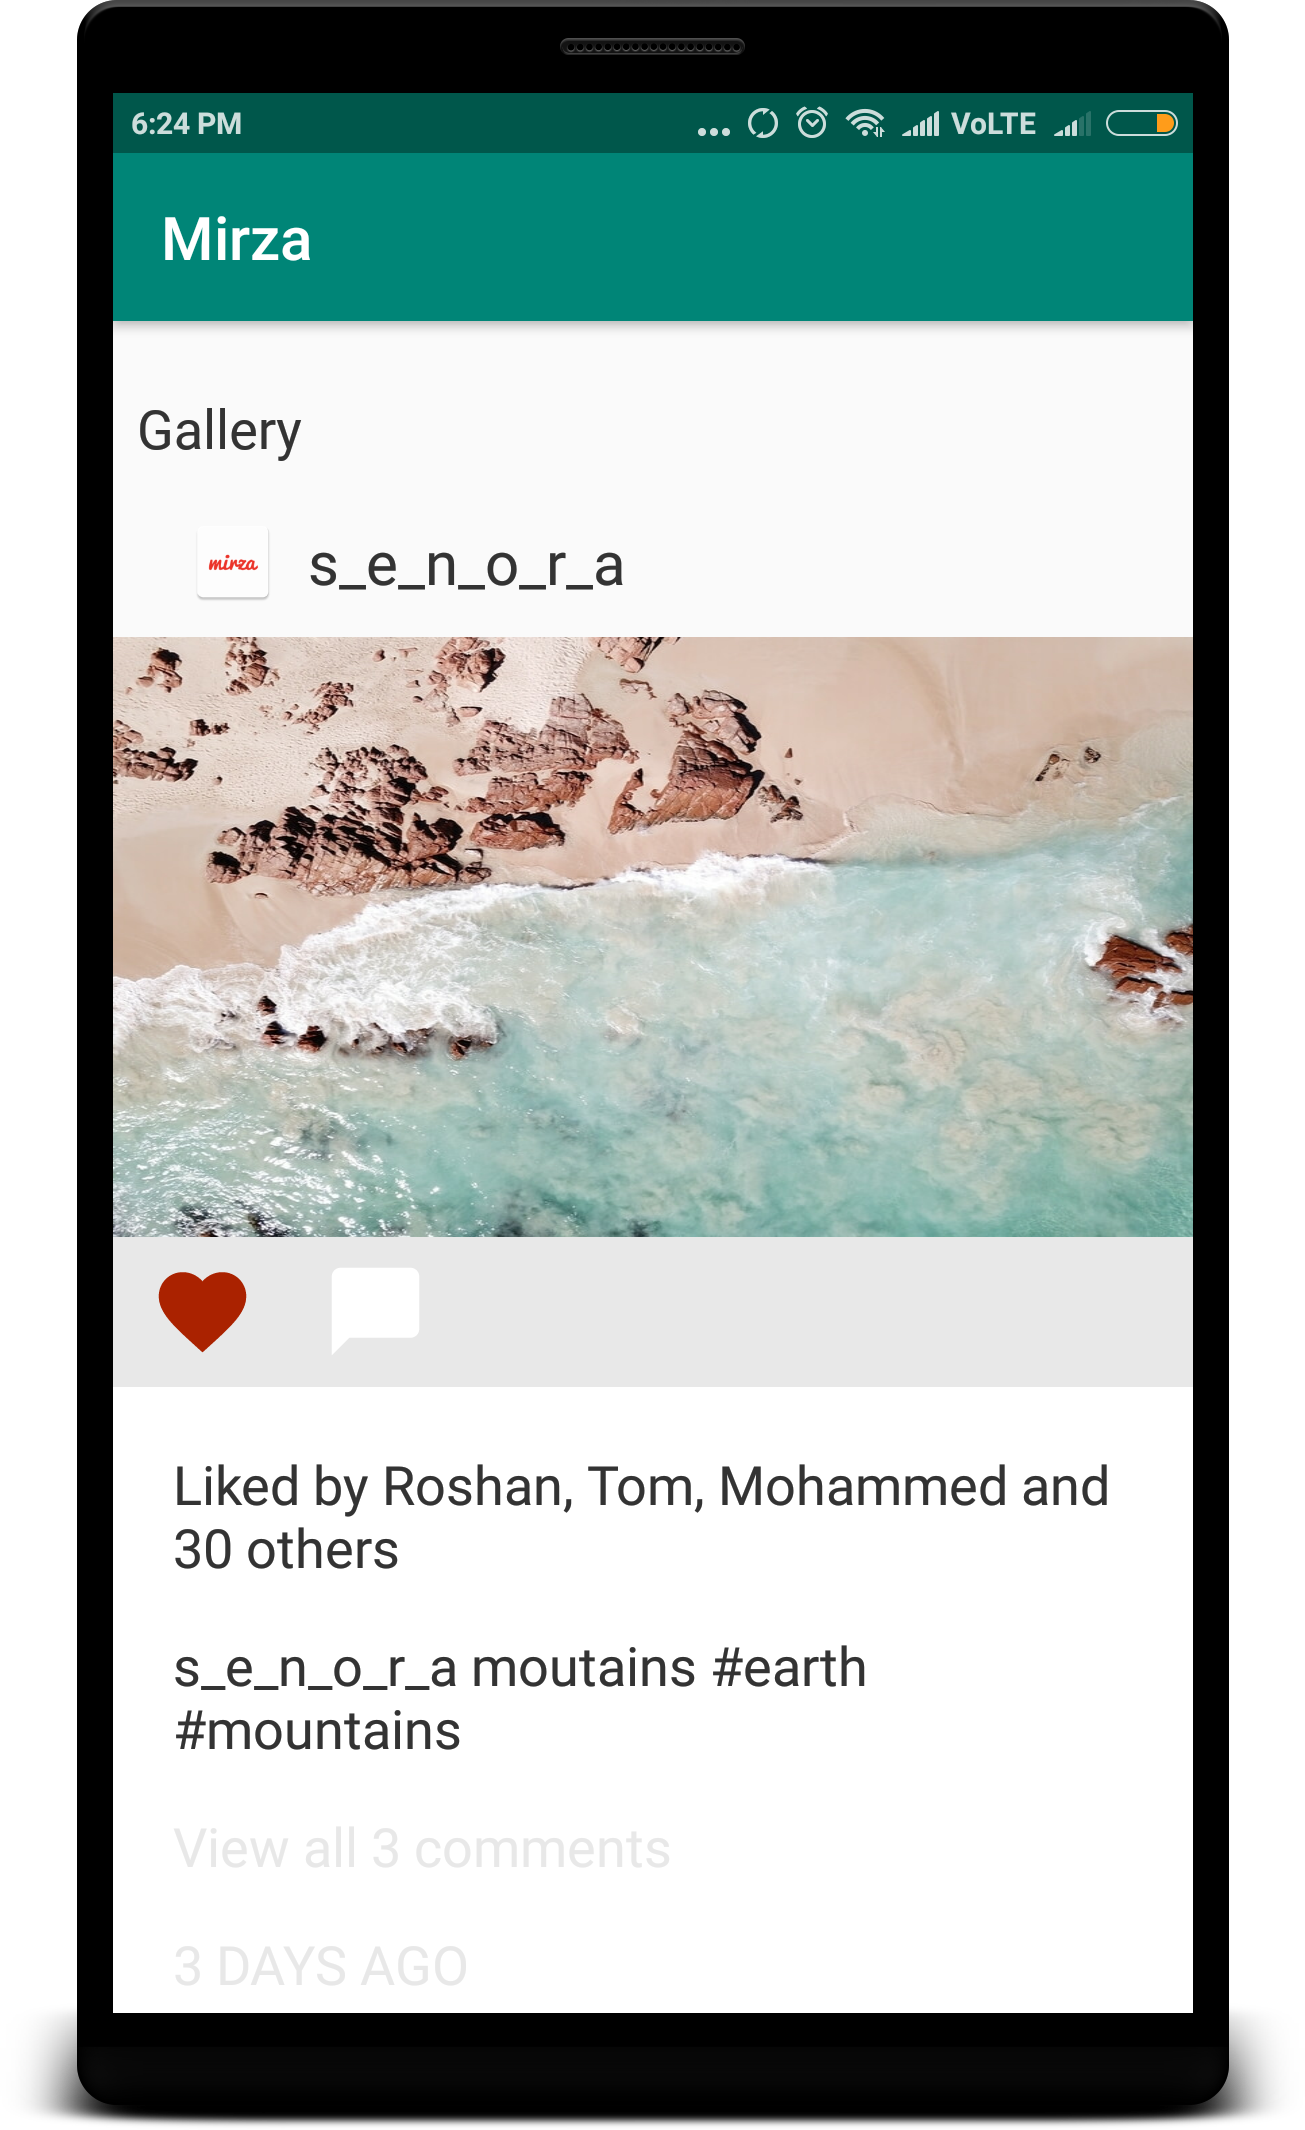 6:24 PM
VoLTE
Mirza
Gallery
mirza
s_e_n_o_r_a
Liked by Roshan, Tom, Mohammed and
30 others
s_e_n_o_r_a moutains #earth
#mountains
View all 3 comments
3 DAYS AGO